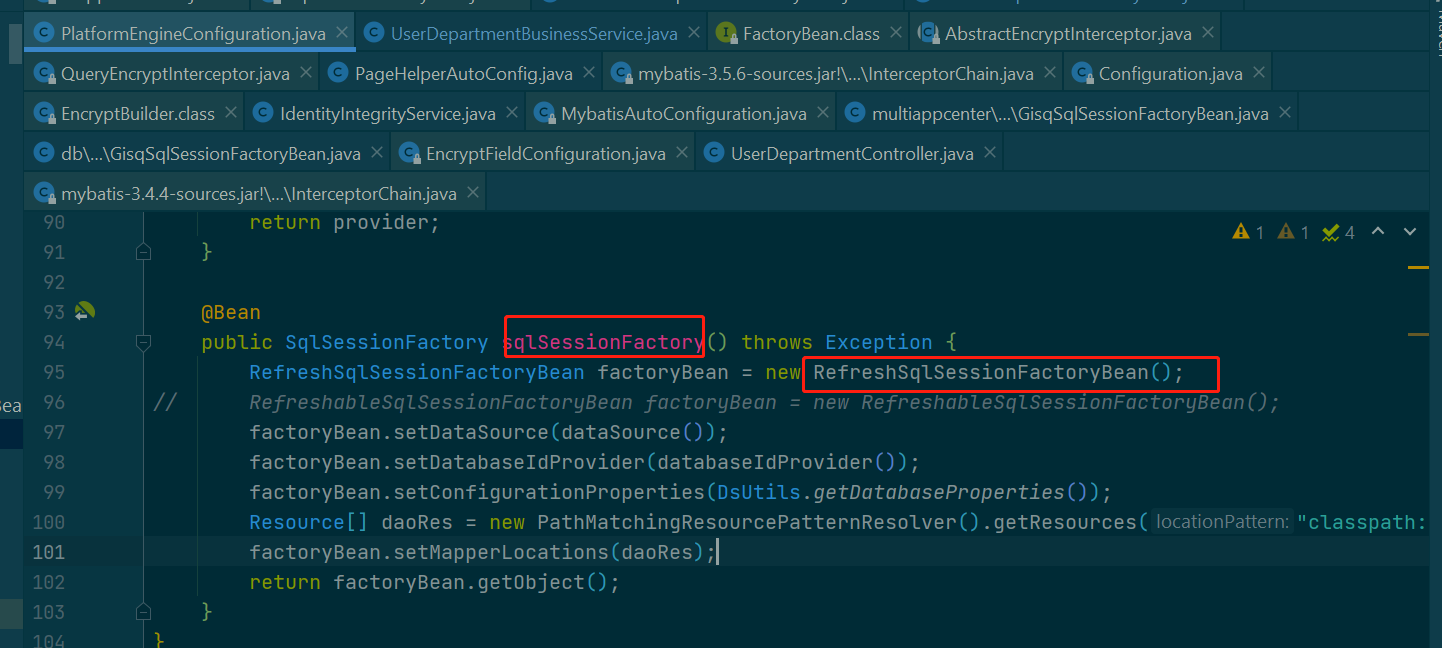 PlatformEngineConfiguration.java UserDepartmentBusinessService.java FactoryBean.class AbstractEncryptInterceptor.java
QueryEncryptInterceptor.java PageHelperAutoConfig.java mybatis-3.5.6-sources.jar!\...\InterceptorChain.java Configuration.java
EncryptBuilder.class IdentityIntegrityService.java MybatisAutoConfiguration.java multiappcenter\...\GisqSqlSessionFactoryBean.java
db\...\GisqSqlSessionFactoryBean.java EncryptFieldConfiguration.java UserDepartmentController.java
mybatis-3.4.4-sources.jar!\...\InterceptorChain.java
90 return provider;
1 1 4
91 }
92
93 @Bean
94 public SqlSessionFactory sqlSessionFactory() throws Exception {
95 RefreshSqlSessionFactoryBean factoryBean = new RefreshSqlSessionFactoryBean();
96 // RefreshableSqlSessionFactoryBean factoryBean = new RefreshableSqlSessionFactoryBean();
97 factoryBean.setDataSource(dataSource());
98 factoryBean.setDatabaseIdProvider(databaseIdProvider());
99 factoryBean.setConfigurationProperties(DsUtils.getDatabaseProperties());
100 Resource[] daoRes = new PathMatchingResourcePatternResolver().getResources( locationPattern: "classpath:
101 factoryBean.setMapperLocations(daoRes);
102 return factoryBean.getObject();
103 }
104 }